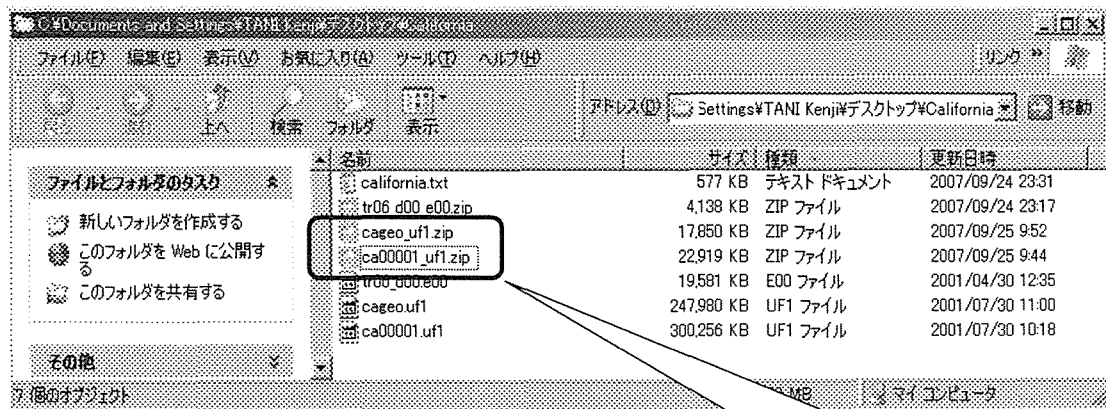 C:¥Documents and Settings¥TANI Kenji¥デスクトップ¥California
ファイル(F) 編集(E) 表示(V) お気に入り(A) ツール(T) ヘルプ(H) リンク »
上へ 検索 フォルダ 表示 アドレス(D) Settings¥TANI Kenji¥デスクトップ¥California 移動
ファイルとフォルダのタスク
新しいフォルダを作成する
このフォルダを Web に公開する
このフォルダを共有する
その他
名前 サイズ 種類 更新日時
california.txt 577 KB テキスト ドキュメント 2007/09/24 23:31
tr06_d00_e00.zip 4,138 KB ZIP ファイル 2007/09/24 23:17
cageo_uf1.zip 17,850 KB ZIP ファイル 2007/09/25 9:52
ca00001_uf1.zip 22,919 KB ZIP ファイル 2007/09/25 9:44
tr06_d00.e00 19,581 KB E00 ファイル 2001/04/30 12:35
cageo.uf1 247,980 KB UF1 ファイル 2001/07/30 11:00
ca00001.uf1 300,256 KB UF1 ファイル 2001/07/30 10:18
7 個のオブジェクト MB マイ コンピュータ